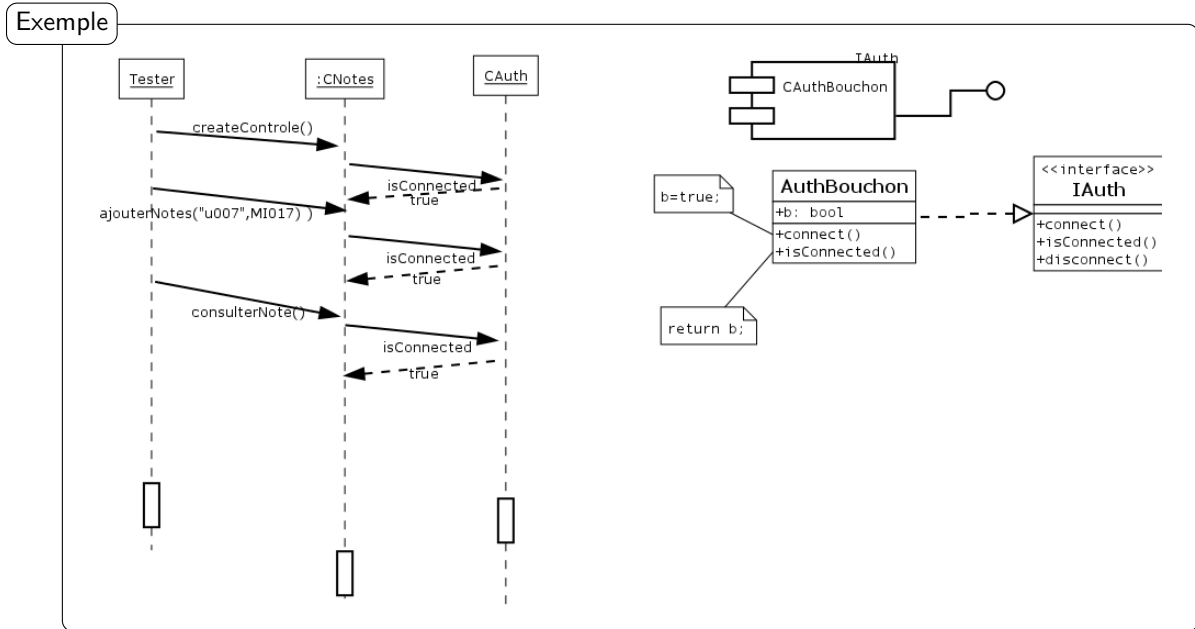 Exemple
Tester
:CNotes
CAuth
createControle()
isConnected
true
ajouterNotes("u007",MI017) )
isConnected
true
consulterNote()
isConnected
true
IAuth
CAuthBouchon
b=true;
AuthBouchon
+b: bool
+connect()
+isConnected()
return b;
<<interface>>
IAuth
+connect()
+isConnected()
+disconnect()